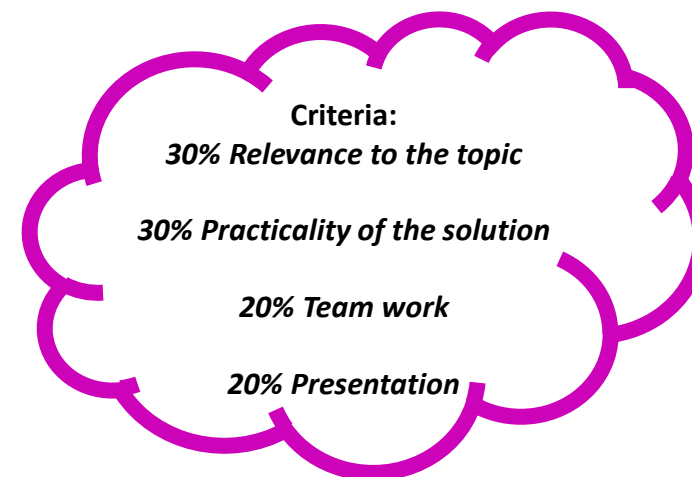 Criteria:
30% Relevance to the topic
30% Practicality of the solution
20% Team work
20% Presentation